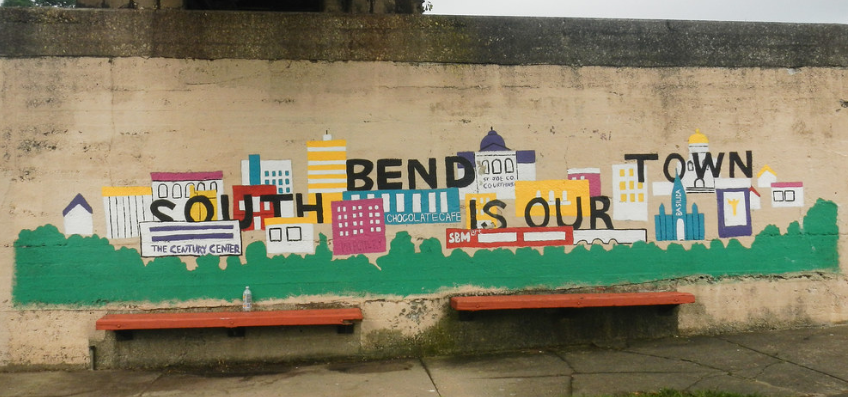 SOUTH BEND IS OUR TOWN
THE CENTURY CENTER
CHOCOLATE CAFE
SBM
BASILICA